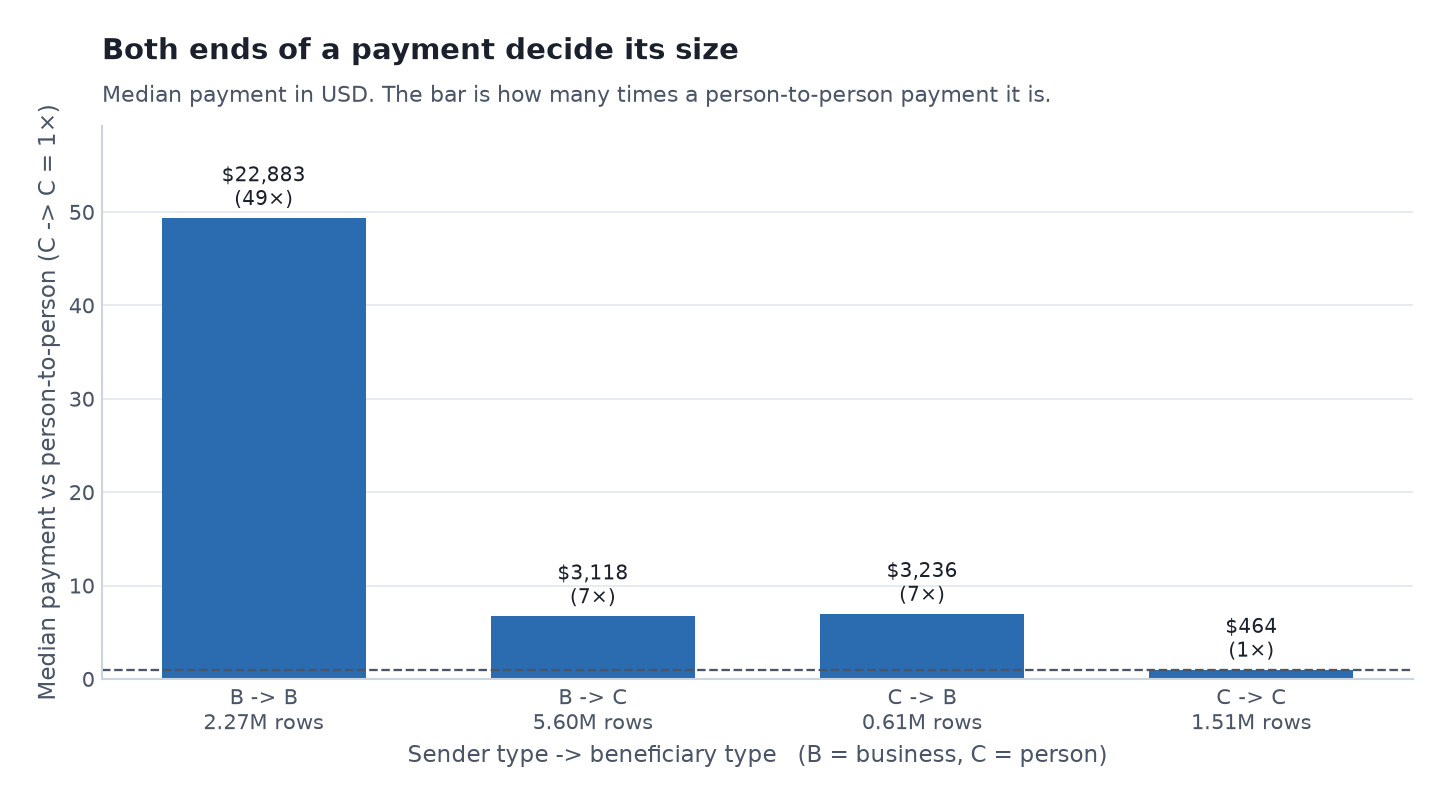 Both ends of a payment decide its size
Median payment in USD. The bar is how many times a person-to-person payment it is.
Median payment vs person-to-person (C -> C = 1×)
50
40
30
20
10
0
$22,883
(49×)
$3,118
(7×)
$3,236
(7×)
$464
(1×)
B -> B
2.27M rows
B -> C
5.60M rows
C -> B
0.61M rows
C -> C
1.51M rows
Sender type -> beneficiary type   (B = business, C = person)